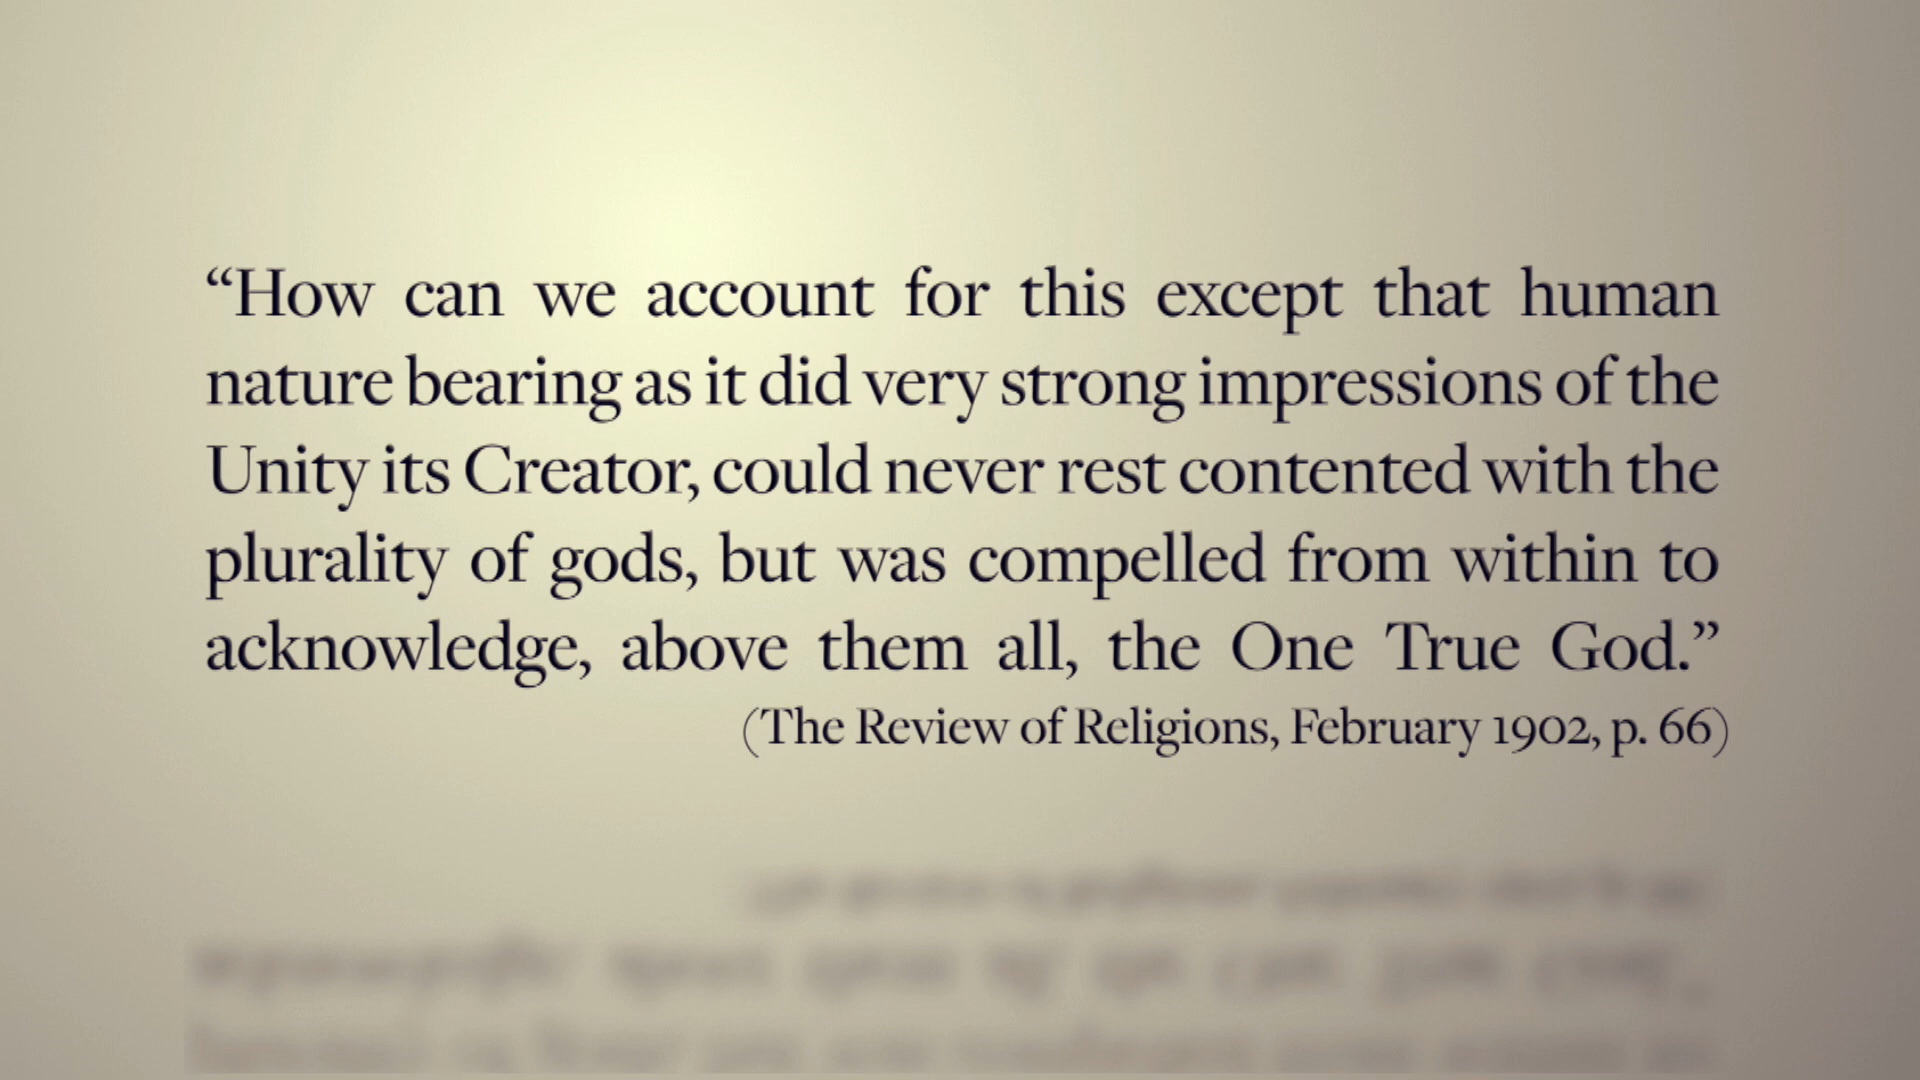 “How can we account for this except that human
nature bearing as it did very strong impressions of the
Unity its Creator, could never rest contented with the
plurality of gods, but was compelled from within to
acknowledge, above them all, the One True God.”
(The Review of Religions, February 1902, p. 66)